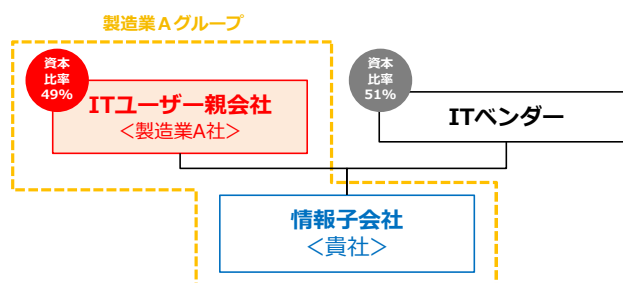 製造業Aグループ
資本
比率
49%
ITユーザー親会社
＜製造業A社＞
資本
比率
51%
ITベンダー
情報子会社
＜貴社＞